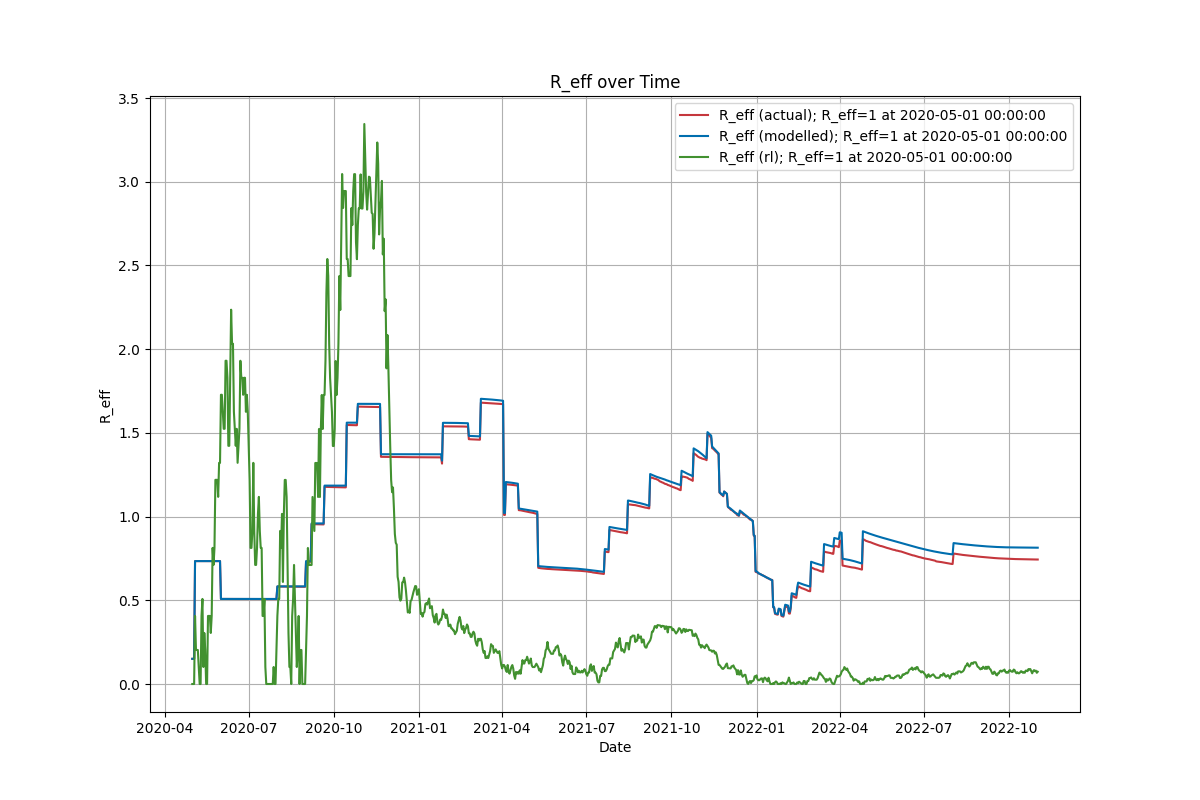 R_eff over Time
R_eff (actual); R_eff=1 at 2020-05-01 00:00:00
R_eff (modelled); R_eff=1 at 2020-05-01 00:00:00
R_eff (rl); R_eff=1 at 2020-05-01 00:00:00
3.5
3.0
2.5
2.0
1.5
1.0
0.5
0.0
R_eff
2020-04 2020-07 2020-10 2021-01 2021-04 2021-07 2021-10 2022-01 2022-04 2022-07 2022-10
Date